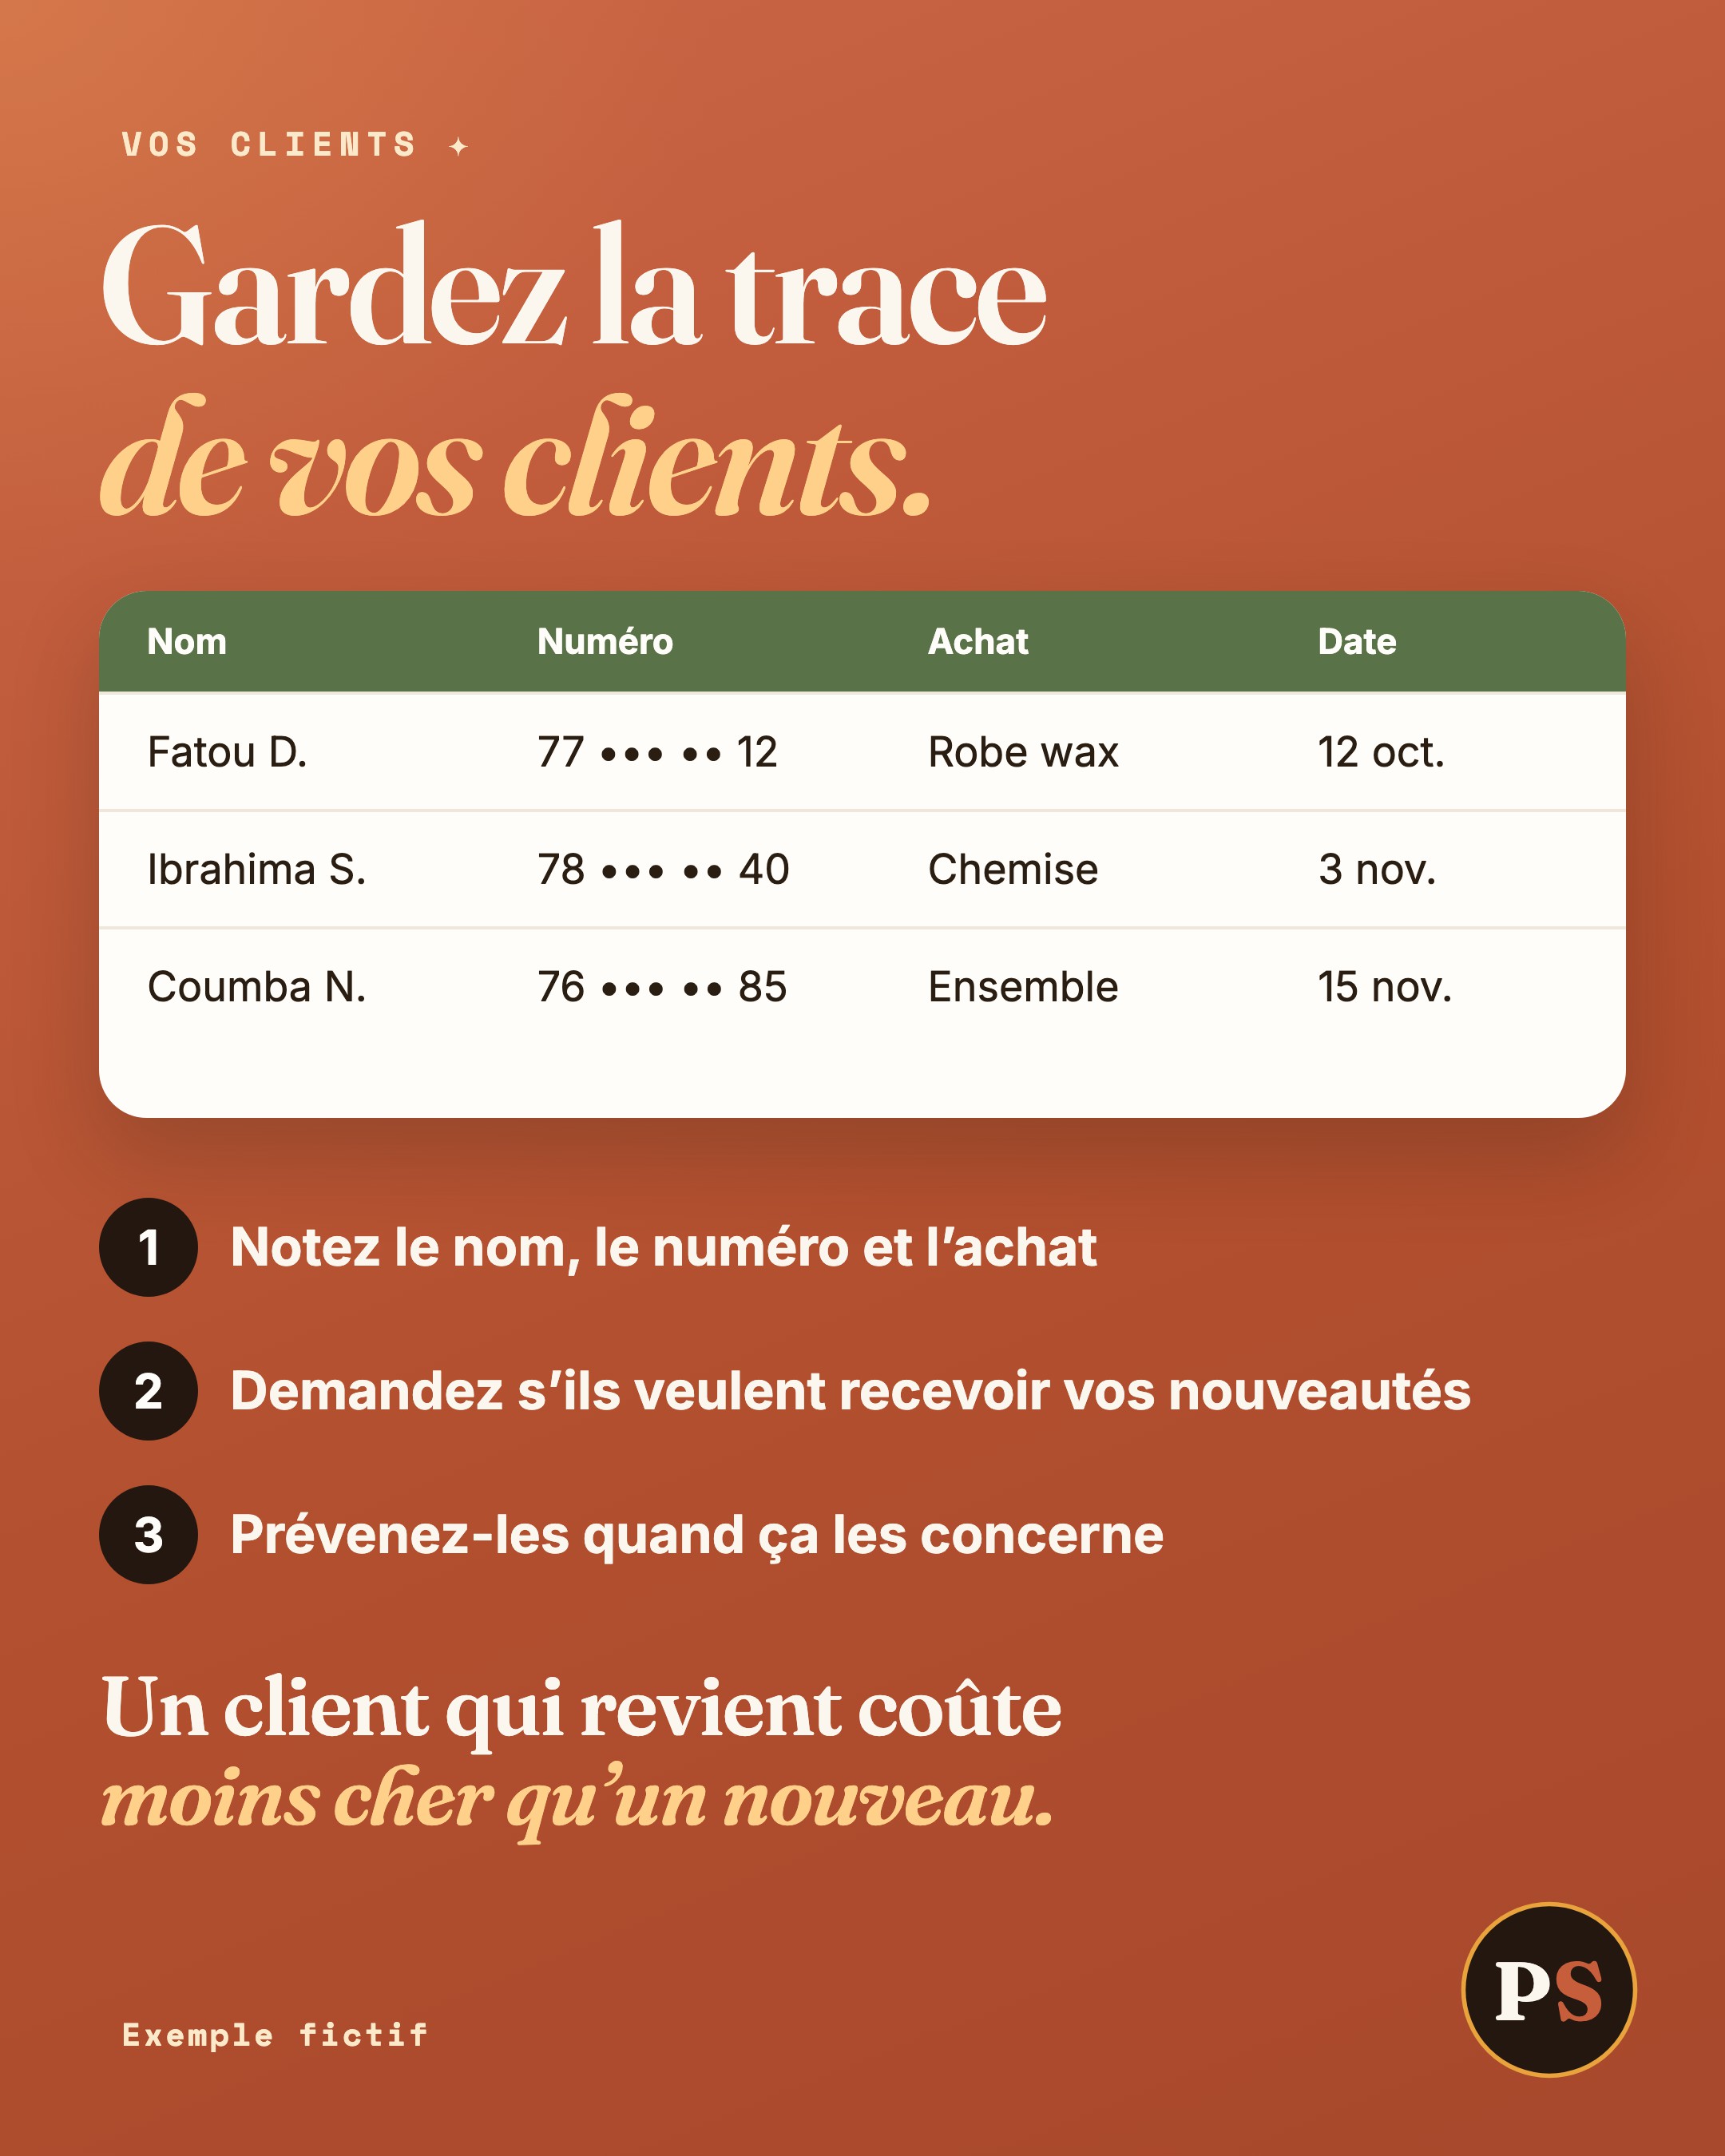 VOS CLIENTS ✦
Gardez la trace
de vos clients.
Nom Numéro Achat Date
Fatou D. 77 ••• •• 12 Robe wax 12 oct.
Ibrahima S. 78 ••• •• 40 Chemise 3 nov.
Coumba N. 76 ••• •• 85 Ensemble 15 nov.
1 Notez le nom, le numéro et l’achat
2 Demandez s’ils veulent recevoir vos nouveautés
3 Prévenez-les quand ça les concerne
Un client qui revient coûte
moins cher qu’un nouveau.
PS
Exemple fictif